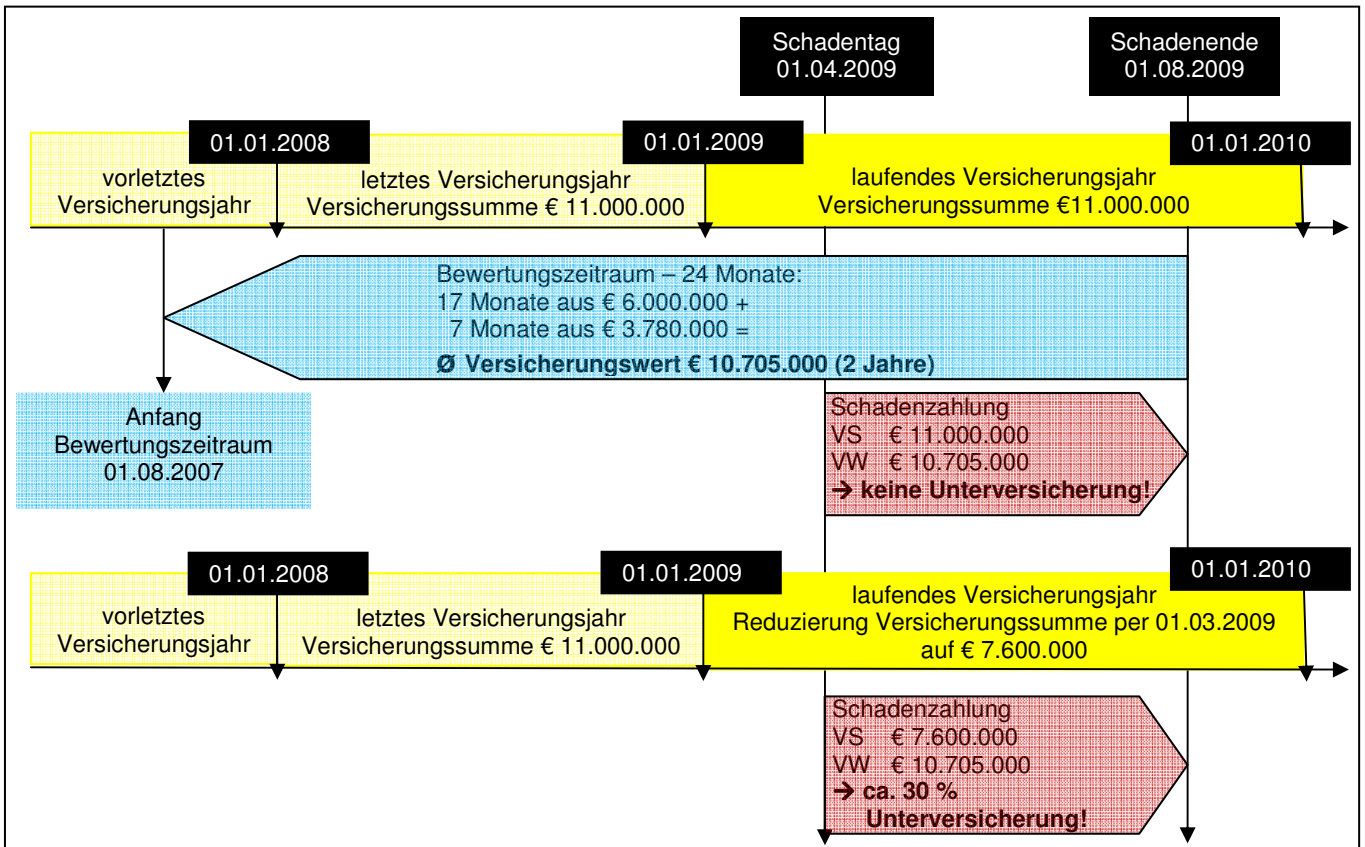 Schadentag
01.04.2009
Schadenende
01.08.2009
01.01.2008
01.01.2009
01.01.2010
vorletztes
Versicherungsjahr
letztes Versicherungsjahr
Versicherungssumme € 11.000.000
laufendes Versicherungsjahr
Versicherungssumme €11.000.000
Bewertungszeitraum – 24 Monate:
17 Monate aus € 6.000.000 +
7 Monate aus € 3.780.000 =
Ø Versicherungswert € 10.705.000 (2 Jahre)
Anfang
Bewertungszeitraum
01.08.2007
Schadenzahlung
VS € 11.000.000
VW € 10.705.000
→ keine Unterversicherung!
01.01.2008
01.01.2009
01.01.2010
vorletztes
Versicherungsjahr
letztes Versicherungsjahr
Versicherungssumme € 11.000.000
laufendes Versicherungsjahr
Reduzierung Versicherungssumme per 01.03.2009
auf € 7.600.000
Schadenzahlung
VS € 7.600.000
VW € 10.705.000
→ ca. 30 %
Unterversicherung!